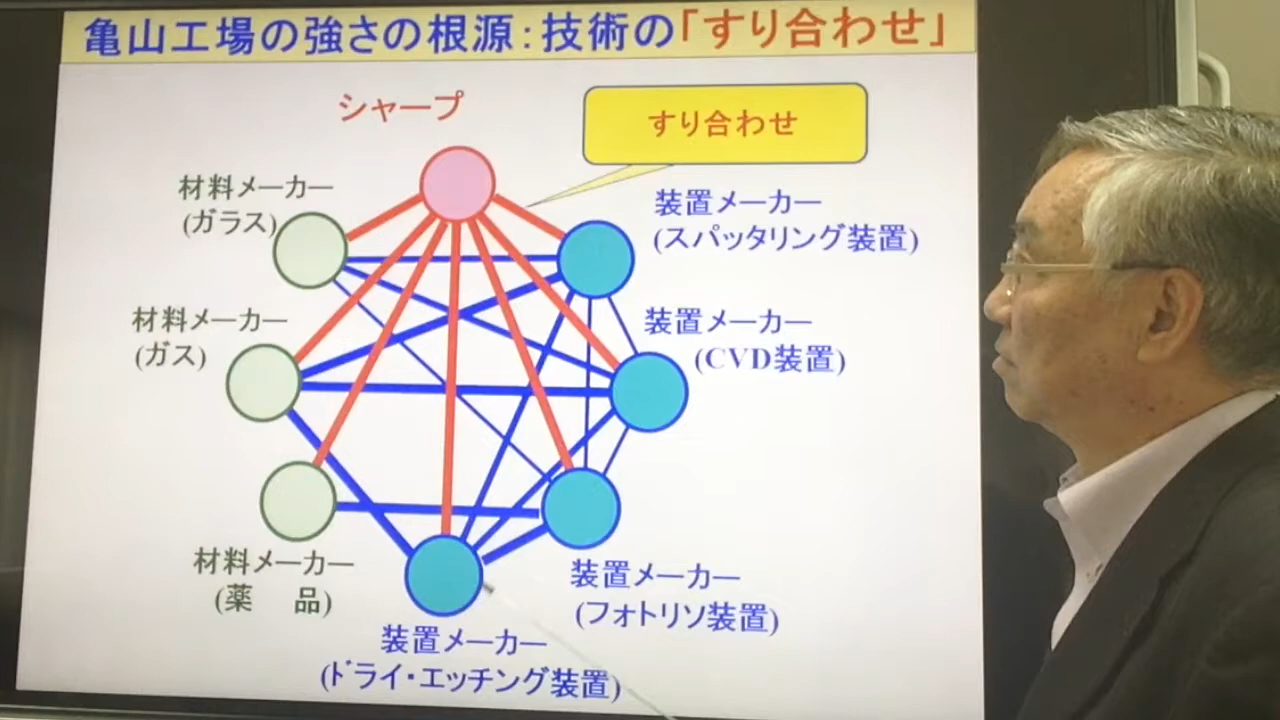 亀山工場の強さの根源：技術の「すり合わせ」
シャープ
すり合わせ
材料メーカー
(ガラス)
装置メーカー
(スパッタリング装置)
材料メーカー
(ガス)
装置メーカー
(CVD装置)
材料メーカー
(薬　品)
装置メーカー
(フォトリソ装置)
装置メーカー
(ドライ・エッチング装置)